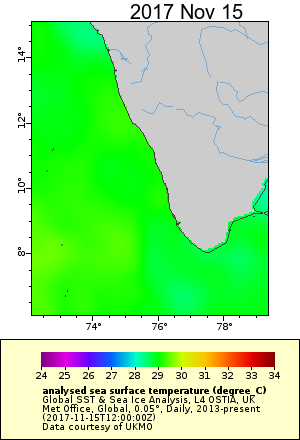 2017 Nov 15
14°
12°
10°
8°
74° 76° 78°
24 25 26 27 28 29 30 31 32 33 34
analysed sea surface temperature (degree_C)
Global SST & Sea Ice Analysis, L4 OSTIA, UK
Met Office, Global, 0.05°, Daily, 2013-present
(2017-11-15T12:00:00Z)
Data courtesy of UKMO